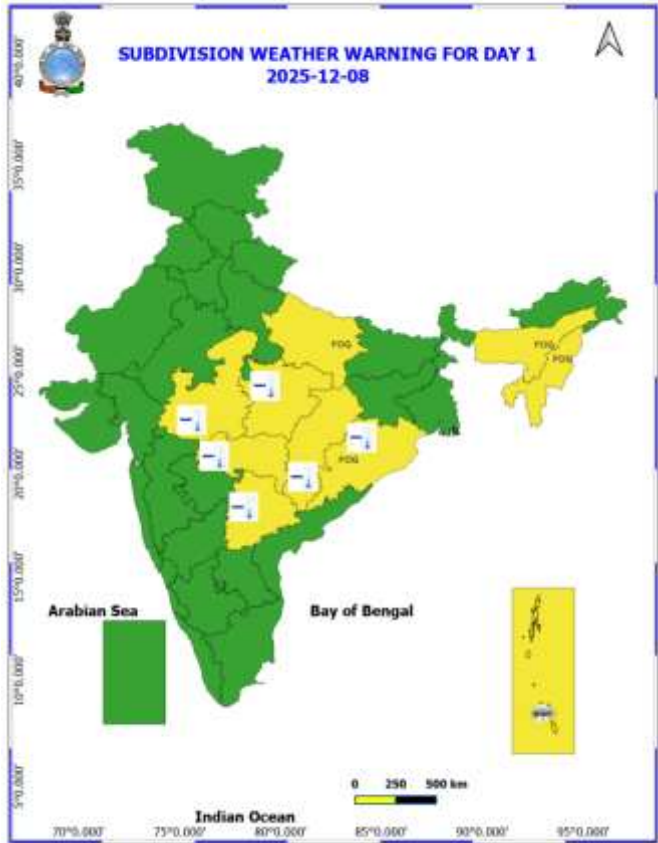 SUBDIVISION WEATHER WARNING FOR DAY 1
2025-12-08
40°0.000'
35°0.000'
30°0.000'
25°0.000'
20°0.000'
15°0.000'
10°0.000'
5°0.000'
FOG
FOG
FOG
FOG
Arabian Sea
Bay of Bengal
0 250 500 km
Indian Ocean
70°0.000' 75°0.000' 80°0.000' 85°0.000' 90°0.000' 95°0.000'